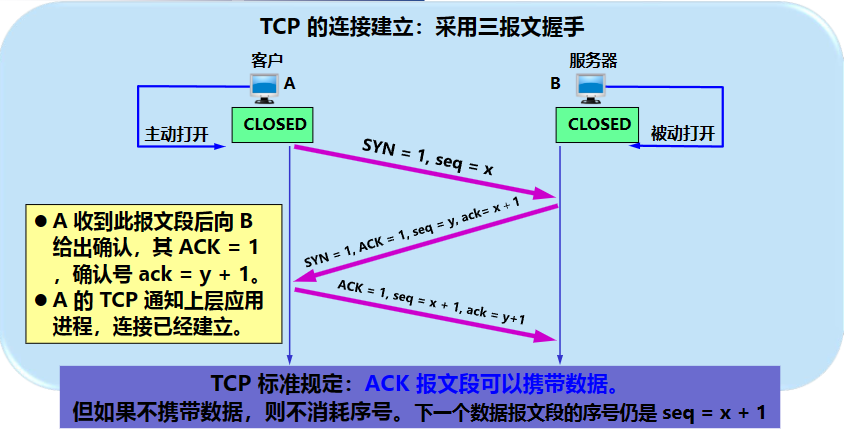 TCP 的连接建立：采用三报文握手
客户
服务器
A
B
主动打开
CLOSED
CLOSED
被动打开
SYN = 1, seq = x
SYN = 1, ACK = 1, seq = y, ack= x + 1
ACK = 1, seq = x + 1, ack = y+1
● A 收到此报文段后向 B
给出确认，其 ACK = 1
，确认号 ack = y + 1。
● A 的 TCP 通知上层应用
进程，连接已经建立。
TCP 标准规定：ACK 报文段可以携带数据。
但如果不携带数据，则不消耗序号。下一个数据报文段的序号仍是 seq = x + 1